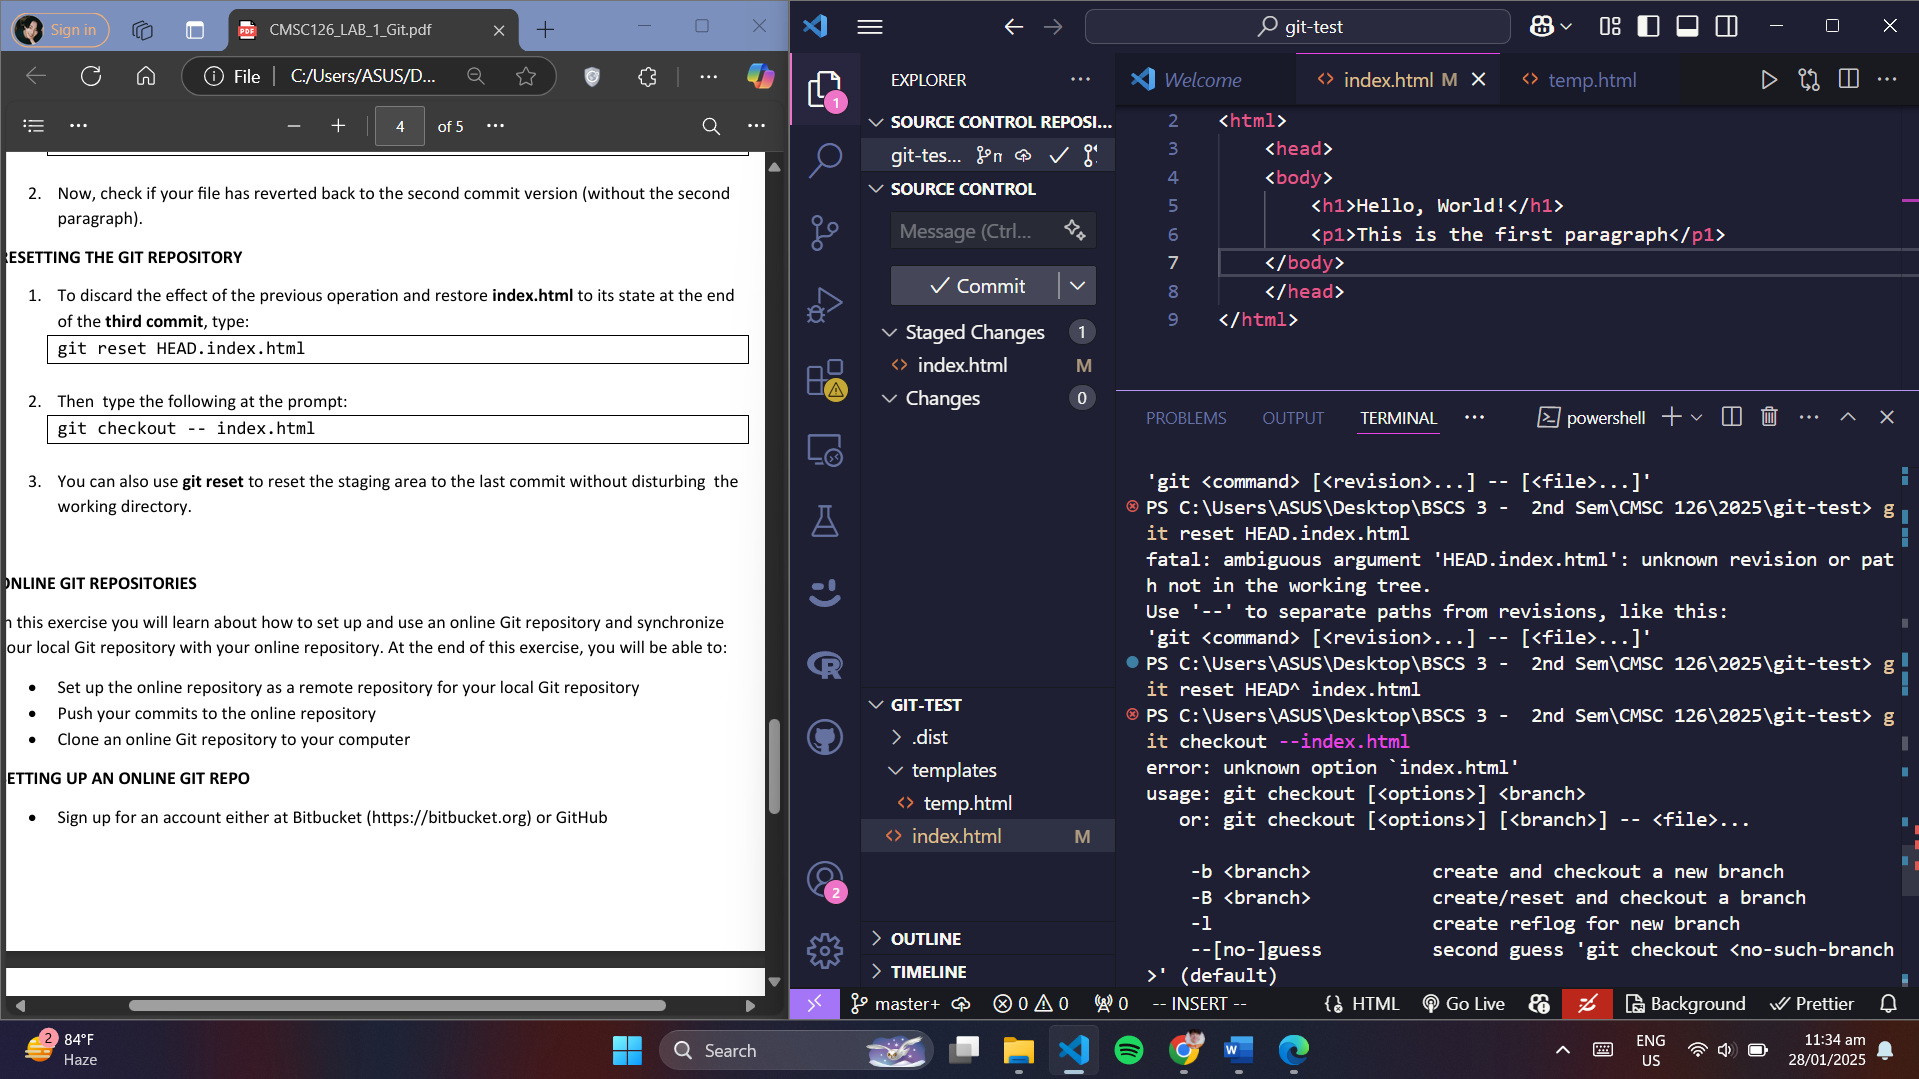 Sign in
CMSC126_LAB_1_Git.pdf
File
C:/Users/ASUS/D...
4
of 5
2. Now, check if your file has reverted back to the second commit version (without the second
paragraph).
RESETTING THE GIT REPOSITORY
1. To discard the effect of the previous operation and restore index.html to its state at the end
of the third commit, type:
git reset HEAD.index.html
2. Then type the following at the prompt:
git checkout -- index.html
3. You can also use git reset to reset the staging area to the last commit without disturbing the
working directory.
ONLINE GIT REPOSITORIES
n this exercise you will learn about how to set up and use an online Git repository and synchronize
our local Git repository with your online repository. At the end of this exercise, you will be able to:
• Set up the online repository as a remote repository for your local Git repository
• Push your commits to the online repository
• Clone an online Git repository to your computer
ETTING UP AN ONLINE GIT REPO
• Sign up for an account either at Bitbucket (https://bitbucket.org) or GitHub
git-test
1
2
EXPLORER
SOURCE CONTROL REPOSI...
git-tes...
SOURCE CONTROL
Message (Ctrl...
Commit
Staged Changes 1
index.html M
Changes 0
GIT-TEST
.dist
templates
temp.html
index.html M
OUTLINE
TIMELINE
Welcome
index.html M
temp.html
2 <html>
3 <head>
4 <body>
5 <h1>Hello, World!</h1>
6 <p1>This is the first paragraph</p1>
7 </body>
8 </head>
9 </html>
PROBLEMS OUTPUT TERMINAL
powershell
'git <command> [<revision>...] -- [<file>...]'
PS C:\Users\ASUS\Desktop\BSCS 3 -  2nd Sem\CMSC 126\2025\git-test> g
it reset HEAD.index.html
fatal: ambiguous argument 'HEAD.index.html': unknown revision or pat
h not in the working tree.
Use '--' to separate paths from revisions, like this:
'git <command> [<revision>...] -- [<file>...]'
PS C:\Users\ASUS\Desktop\BSCS 3 -  2nd Sem\CMSC 126\2025\git-test> g
it reset HEAD^ index.html
PS C:\Users\ASUS\Desktop\BSCS 3 -  2nd Sem\CMSC 126\2025\git-test> g
it checkout --index.html
error: unknown option `index.html'
usage: git checkout [<options>] <branch>
or: git checkout [<options>] [<branch>] -- <file>...
-b <branch> create and checkout a new branch
-B <branch> create/reset and checkout a branch
-l create reflog for new branch
--[no-]guess second guess 'git checkout <no-such-branch
>' (default)
master+
0 0
0
-- INSERT --
HTML
Go Live
Background
Prettier
2
84°F
Haze
Search
ENG
US
11:34 am
28/01/2025